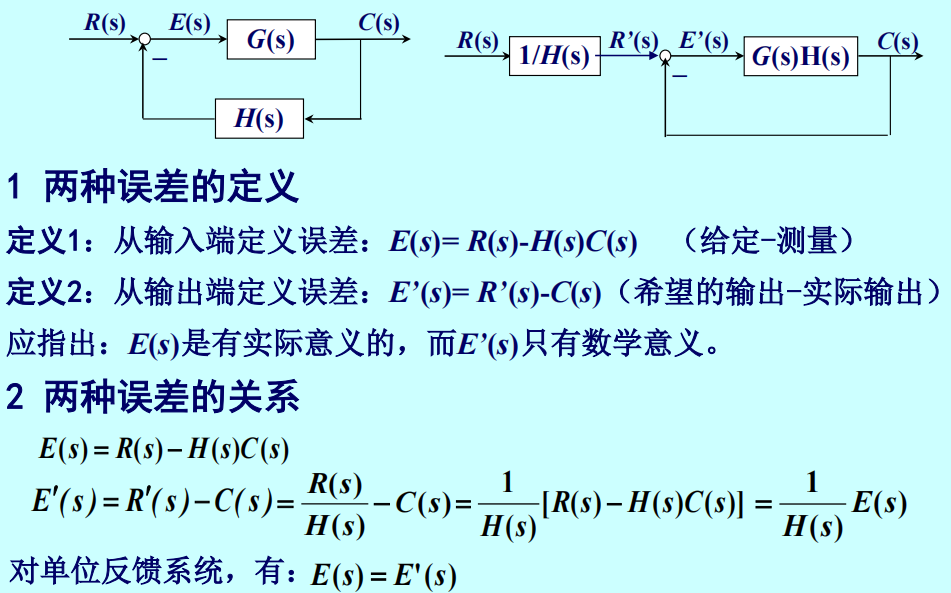 R(s) E(s) G(s) C(s)
−
H(s)
R(s) 1/H(s) R’(s) E’(s) G(s)H(s) C(s)
−
1 两种误差的定义
定义1：从输入端定义误差：E(s)= R(s)-H(s)C(s) （给定-测量）
定义2：从输出端定义误差：E’(s)= R’(s)-C(s)（希望的输出-实际输出）
应指出：E(s)是有实际意义的，而E’(s)只有数学意义。
2 两种误差的关系
E(s) = R(s) − H(s)C(s)
E′(s) = R′(s) − C(s) = R(s)/H(s) − C(s) = 1/H(s) [R(s) − H(s)C(s)] = 1/H(s) E(s)
对单位反馈系统，有：E(s) = E'(s)